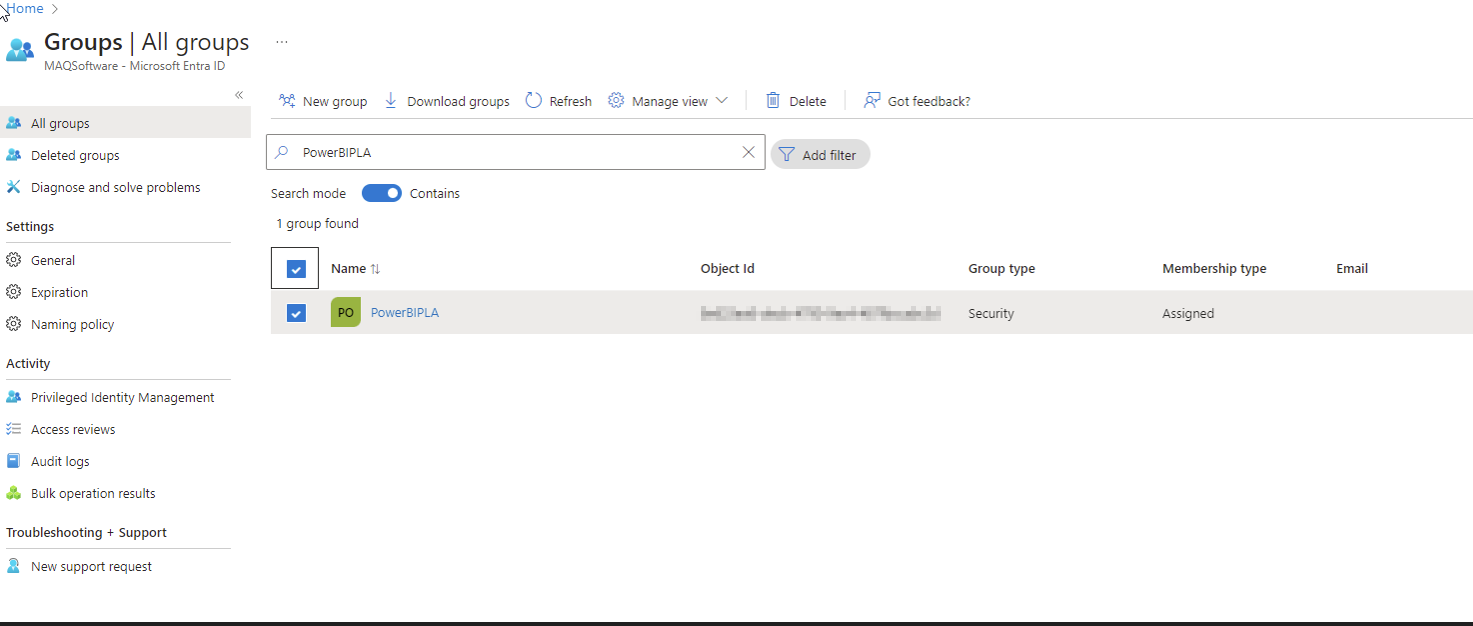 Home
Groups | All groups ...
MAQSoftware - Microsoft Entra ID
«
All groups
Deleted groups
Diagnose and solve problems
Settings
General
Expiration
Naming policy
Activity
Privileged Identity Management
Access reviews
Audit logs
Bulk operation results
Troubleshooting + Support
New support request
New group Download groups Refresh Manage view Delete Got feedback?
PowerBIPLA Add filter
Search mode Contains
1 group found
Name Object Id Group type Membership type Email
PO PowerBIPLA Security Assigned